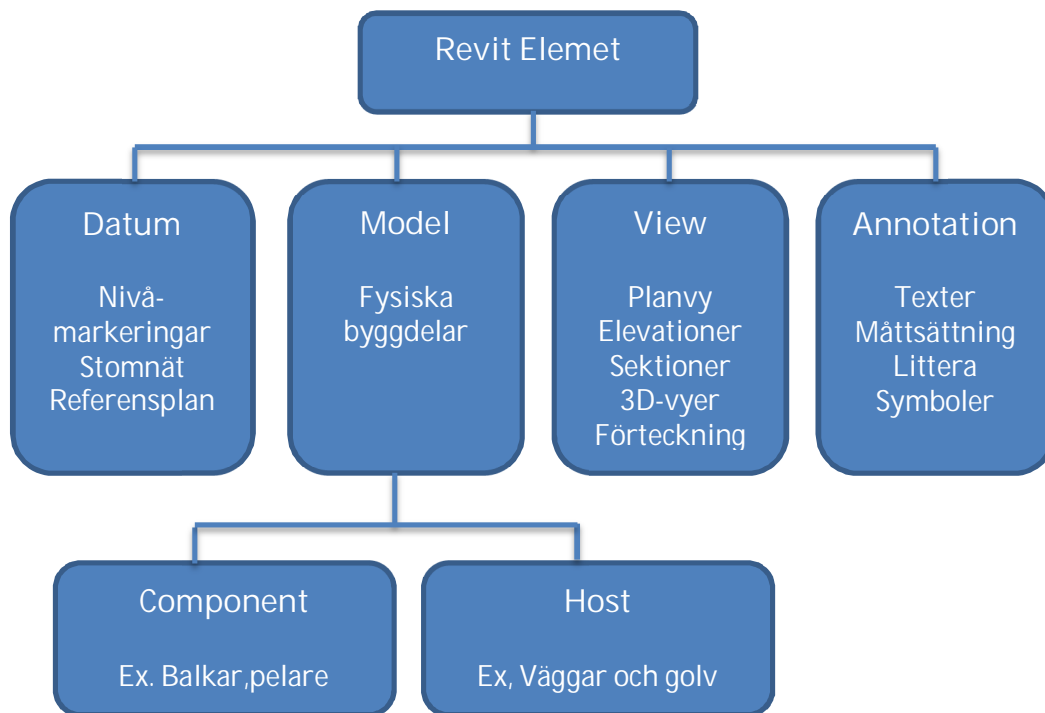 Revit Elemet
Datum
Nivå-
markeringar
Stomnät
Referensplan
Model
Fysiska
byggdelar
View
Planvy
Elevationer
Sektioner
3D-vyer
Förteckning
Annotation
Texter
Måttsättning
Littera
Symboler
Component
Ex. Balkar,pelare
Host
Ex, Väggar och golv